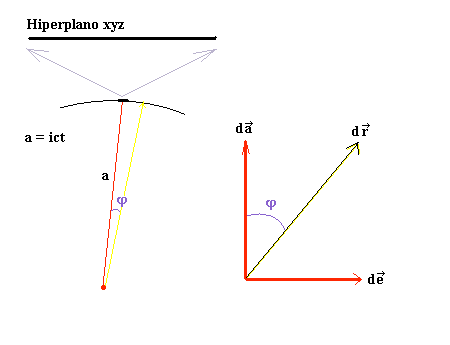 Hiperplano xyz
a = ict
a
φ
da⃗
dr⃗
φ
de⃗